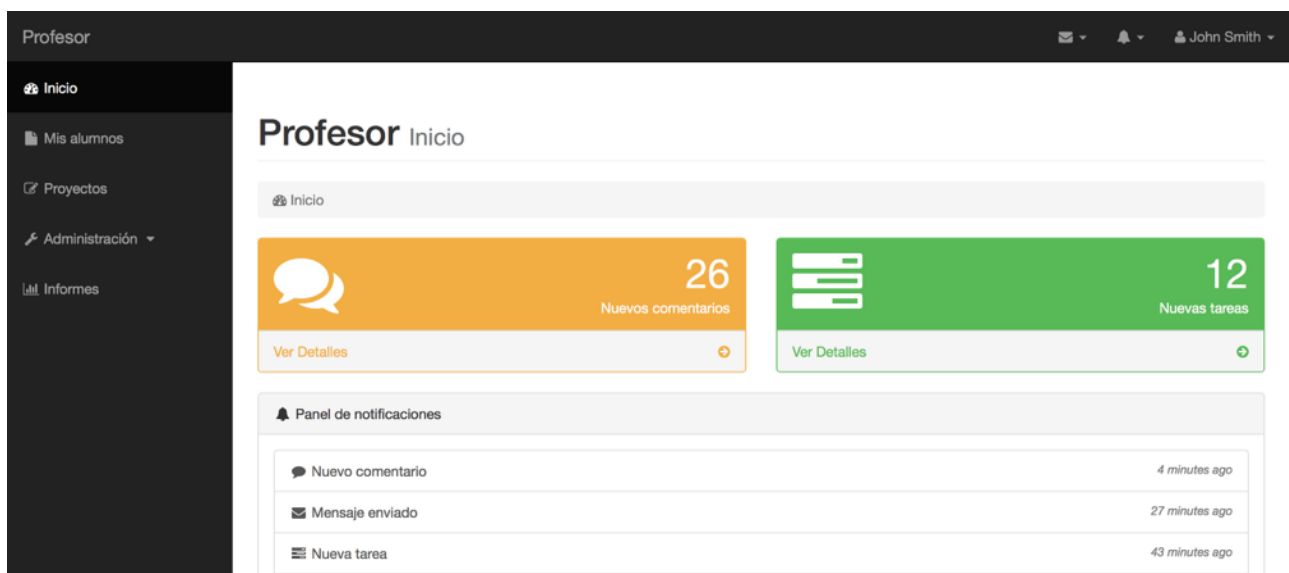 Profesor
John Smith
Inicio
Mis alumnos
Proyectos
Administración
Informes
Profesor Inicio
Inicio
26
Nuevos comentarios
Ver Detalles
12
Nuevas tareas
Ver Detalles
Panel de notificaciones
Nuevo comentario 4 minutes ago
Mensaje enviado 27 minutes ago
Nueva tarea 43 minutes ago